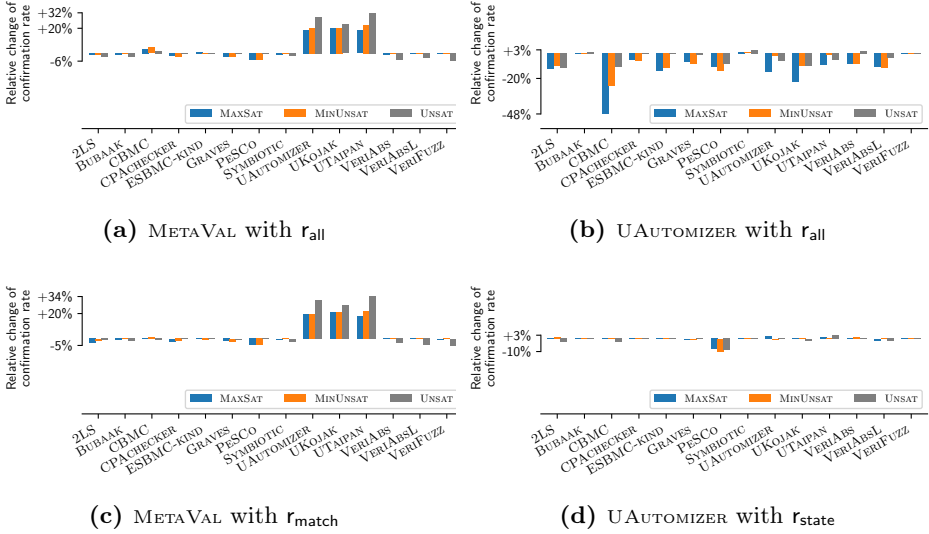 Relative change of
confirmation rate
+32%
+20%
-6%
MAXSAT MINUNSAT UNSAT
2LS
BUBAAK
CBMC
CPACHECKER
ESBMC-KIND
GRAVES
PESCO
SYMBIOTIC
UAUTOMIZER
UKOJAK
UTAIPAN
VERIABS
VERIABSL
VERIFUZZ
(a) METAVAL with r_all
Relative change of
confirmation rate
+3%
-20%
-48%
MAXSAT MINUNSAT UNSAT
2LS
BUBAAK
CBMC
CPACHECKER
ESBMC-KIND
GRAVES
PESCO
SYMBIOTIC
UAUTOMIZER
UKOJAK
UTAIPAN
VERIABS
VERIABSL
VERIFUZZ
(b) UAUTOMIZER with r_all
Relative change of
confirmation rate
+34%
+20%
-5%
MAXSAT MINUNSAT UNSAT
2LS
BUBAAK
CBMC
CPACHECKER
ESBMC-KIND
GRAVES
PESCO
SYMBIOTIC
UAUTOMIZER
UKOJAK
UTAIPAN
VERIABS
VERIABSL
VERIFUZZ
(c) METAVAL with r_match
Relative change of
confirmation rate
+3%
-10%
MAXSAT MINUNSAT UNSAT
2LS
BUBAAK
CBMC
CPACHECKER
ESBMC-KIND
GRAVES
PESCO
SYMBIOTIC
UAUTOMIZER
UKOJAK
UTAIPAN
VERIABS
VERIABSL
VERIFUZZ
(d) UAUTOMIZER with r_state